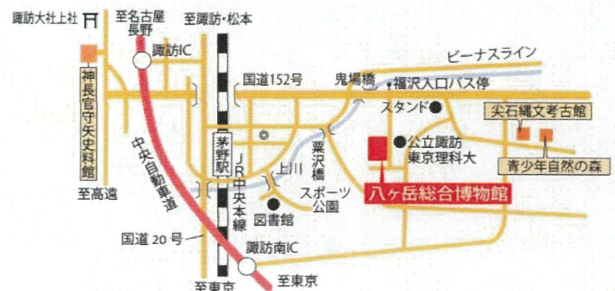 諏訪大社上社
至名古屋
長野
至諏訪・松本
諏訪IC
国道152号
鬼場橋
ビーナスライン
福沢入口バス停
スタンド
尖石縄文考古館
神長官守矢史料館
茅野駅
粟沢橋
公立諏訪
東京理科大
青少年自然の森
中央自動車道
JR中央本線
上川
スポーツ
公園
八ヶ岳総合博物館
至高遠
図書館
国道20号
諏訪南IC
至東京
至東京